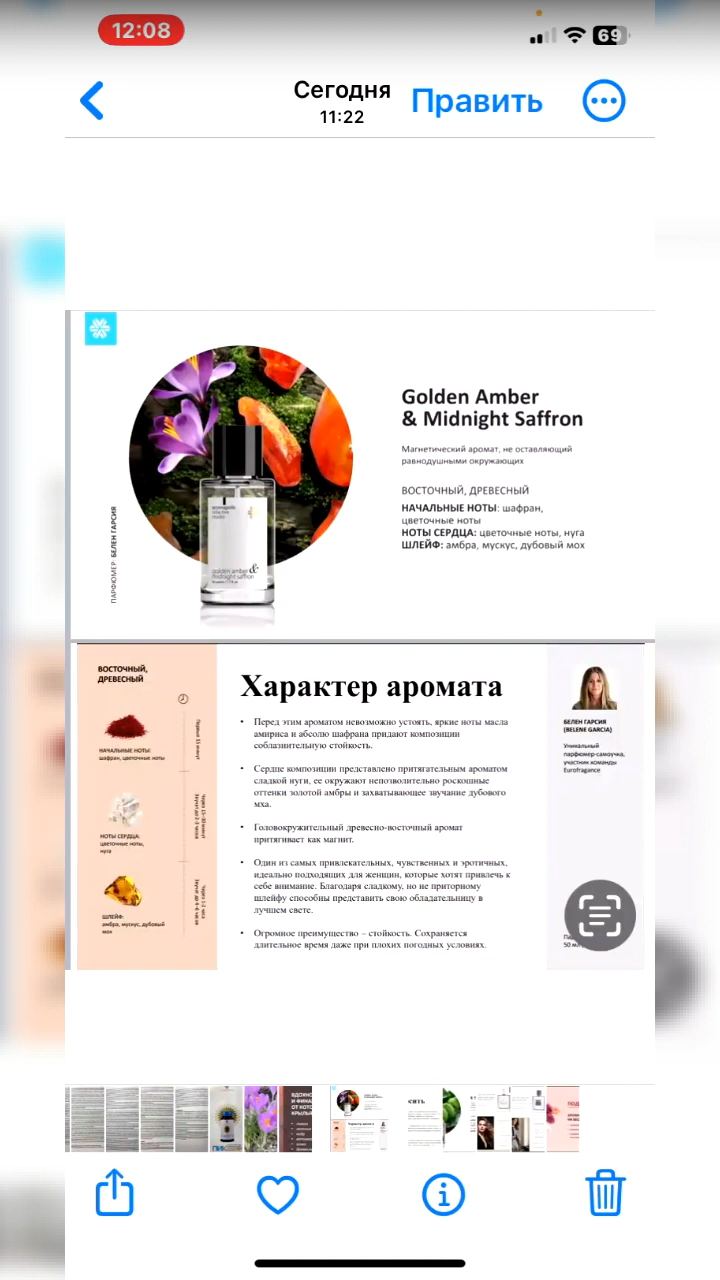 12:08
69
Сегодня
11:22
Править
Golden Amber
& Midnight Saffron
Магнетический аромат, не оставляющий
равнодушными окружающих
ВОСТОЧНЫЙ, ДРЕВЕСНЫЙ
НАЧАЛЬНЫЕ НОТЫ: шафран,
цветочные ноты
НОТЫ СЕРДЦА: цветочные ноты, нуга
ШЛЕЙФ: амбра, мускус, дубовый мох
ПАРФЮМЕР: БЕЛЕН ГАРСИЯ
golden amber &
midnight saffron
ВОСТОЧНЫЙ,
ДРЕВЕСНЫЙ
НАЧАЛЬНЫЕ НОТЫ:
шафран, цветочные ноты
НОТЫ СЕРДЦА:
цветочные ноты,
нуга
ШЛЕЙФ:
амбра, мускус, дубовый
мох
Характер аромата
• Перед этим ароматом невозможно устоять, яркие ноты масла
амириса и абсолю шафрана придают композиции
соблазнительную стойкость.
• Сердце композиции представлено притягательным ароматом
сладкой нуги, ее окружают непозволительно роскошные
оттенки золотой амбры и захватывающее звучание дубового
мха.
• Головокружительный древесно-восточный аромат
притягивает как магнит.
• Один из самых привлекательных, чувственных и эротичных,
идеально подходящих для женщин, которые хотят привлечь к
себе внимание. Благодаря сладкому, но не приторному
шлейфу способны представить свою обладательницу в
лучшем свете.
• Огромное преимущество – стойкость. Сохраняется
длительное время даже при плохих погодных условиях.
БЕЛЕН ГАРСИЯ
(BELENE GARCIA)
Уникальный
парфюмер-самоучка,
участник команды
Eurofragance
50 мл